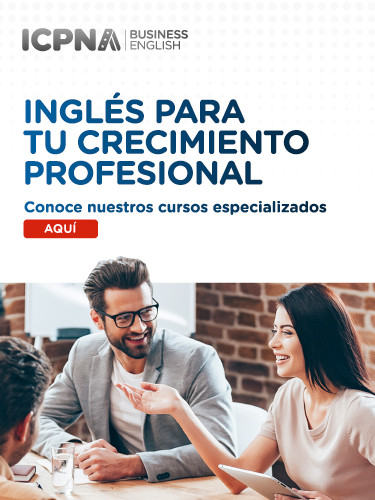 ICPNA BUSINESS
ENGLISH
INGLÉS PARA
TU CRECIMIENTO
PROFESIONAL
Conoce nuestros cursos especializados
AQUÍ